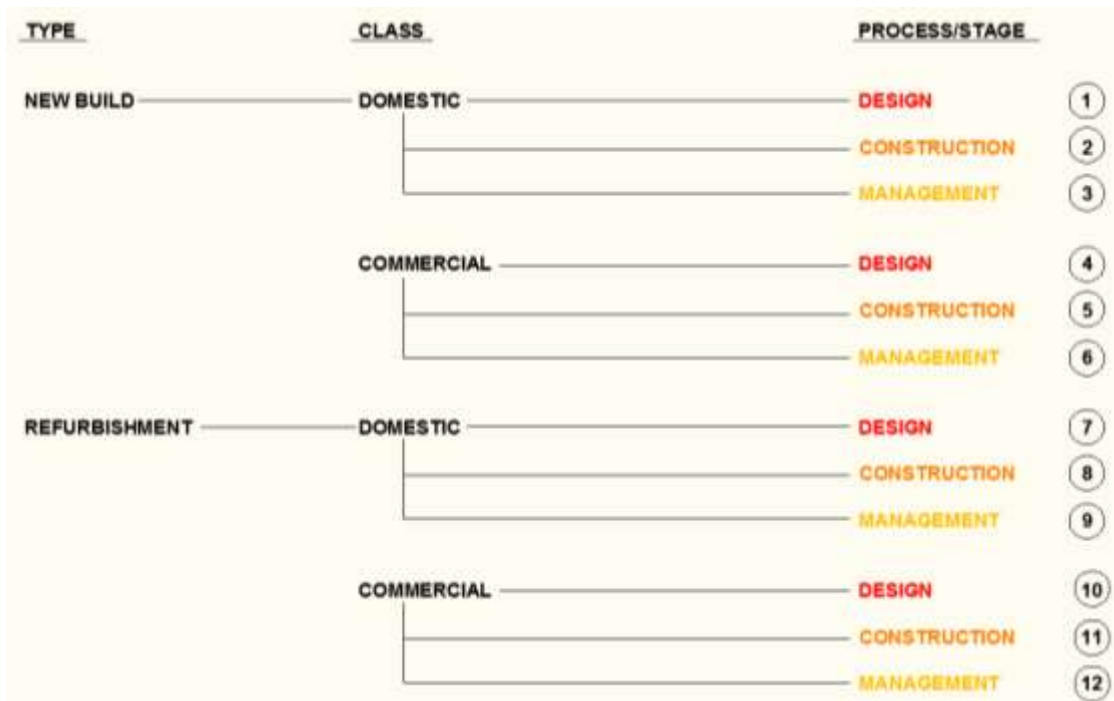 TYPE CLASS PROCESS/STAGE
NEW BUILD DOMESTIC DESIGN 1
CONSTRUCTION 2
MANAGEMENT 3
COMMERCIAL DESIGN 4
CONSTRUCTION 5
MANAGEMENT 6
REFURBISHMENT DOMESTIC DESIGN 7
CONSTRUCTION 8
MANAGEMENT 9
COMMERCIAL DESIGN 10
CONSTRUCTION 11
MANAGEMENT 12